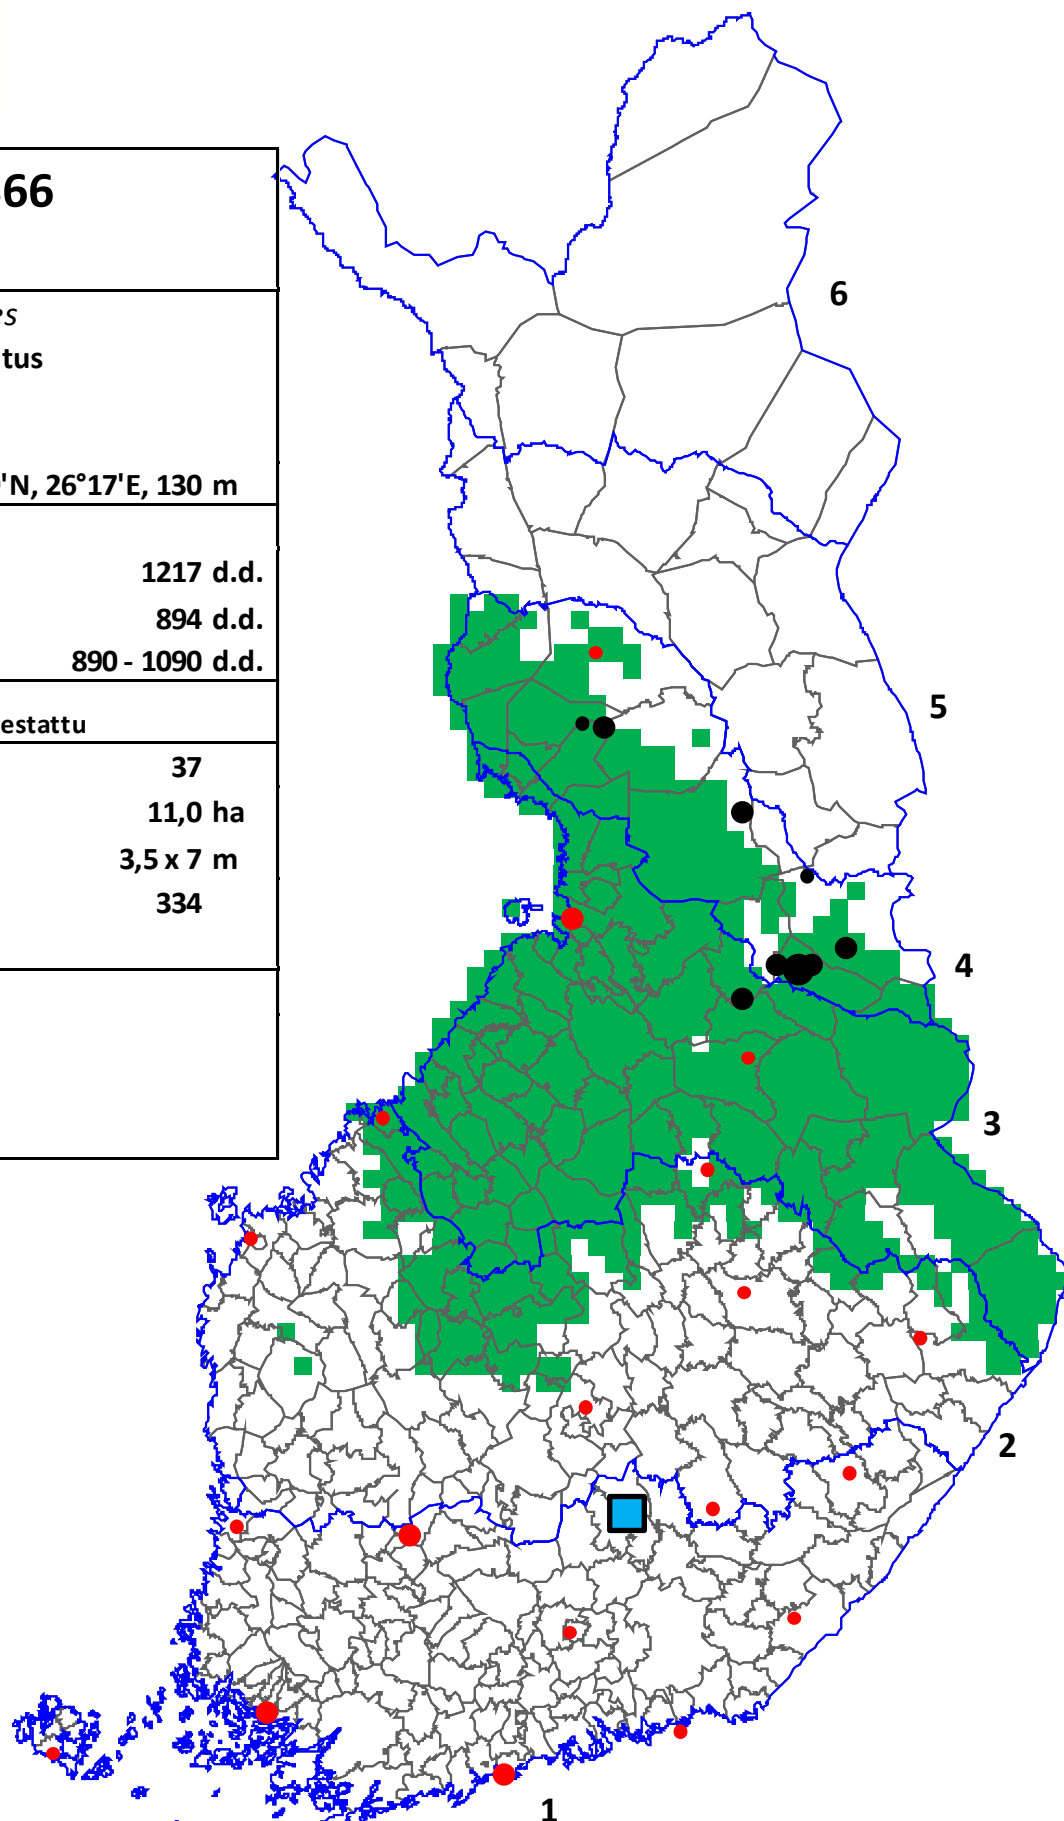 66
es
tus
'N, 26°17'E, 130 m
1217 d.d.
894 d.d.
890 - 1090 d.d.
estattu
37
11,0 ha
3,5 x 7 m
334
6
5
4
3
2
1